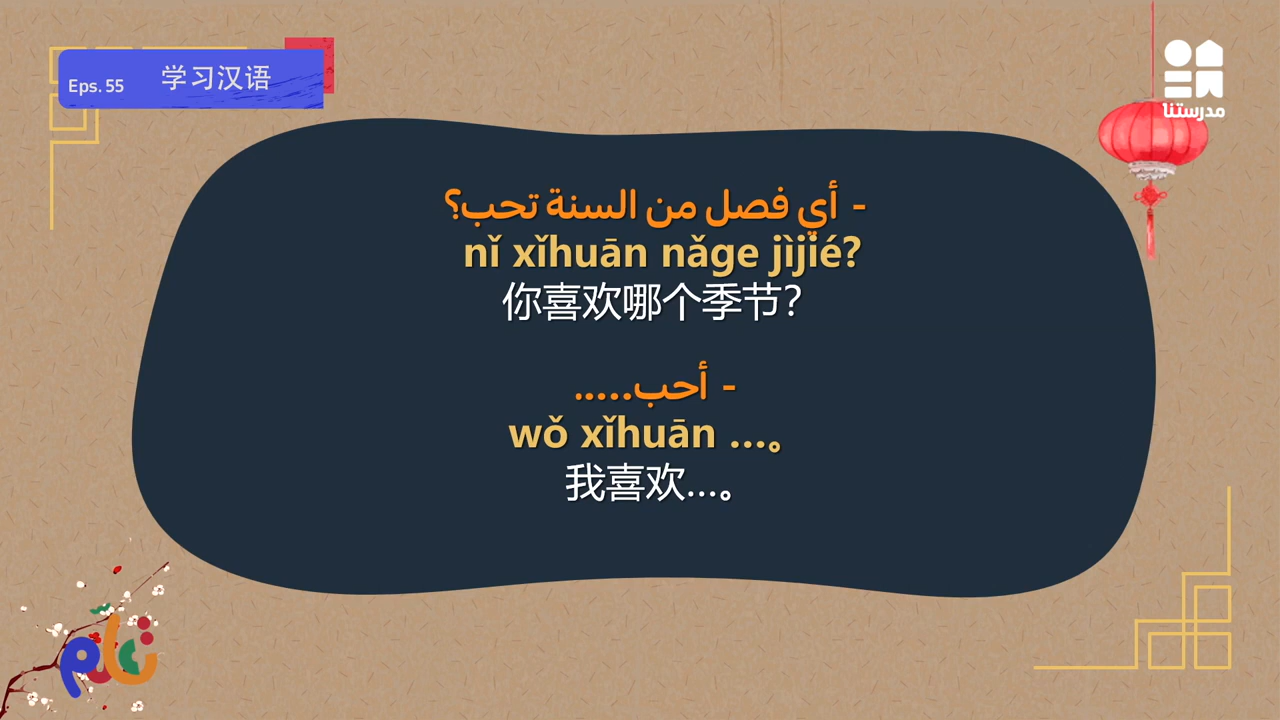 Eps. 55 学习汉语
مدرستنا
- أي فصل من السنة تحب؟
nǐ xǐhuān nǎge jìjié?
你喜欢哪个季节？
- أحب.....
wǒ xǐhuān ...。
我喜欢...。